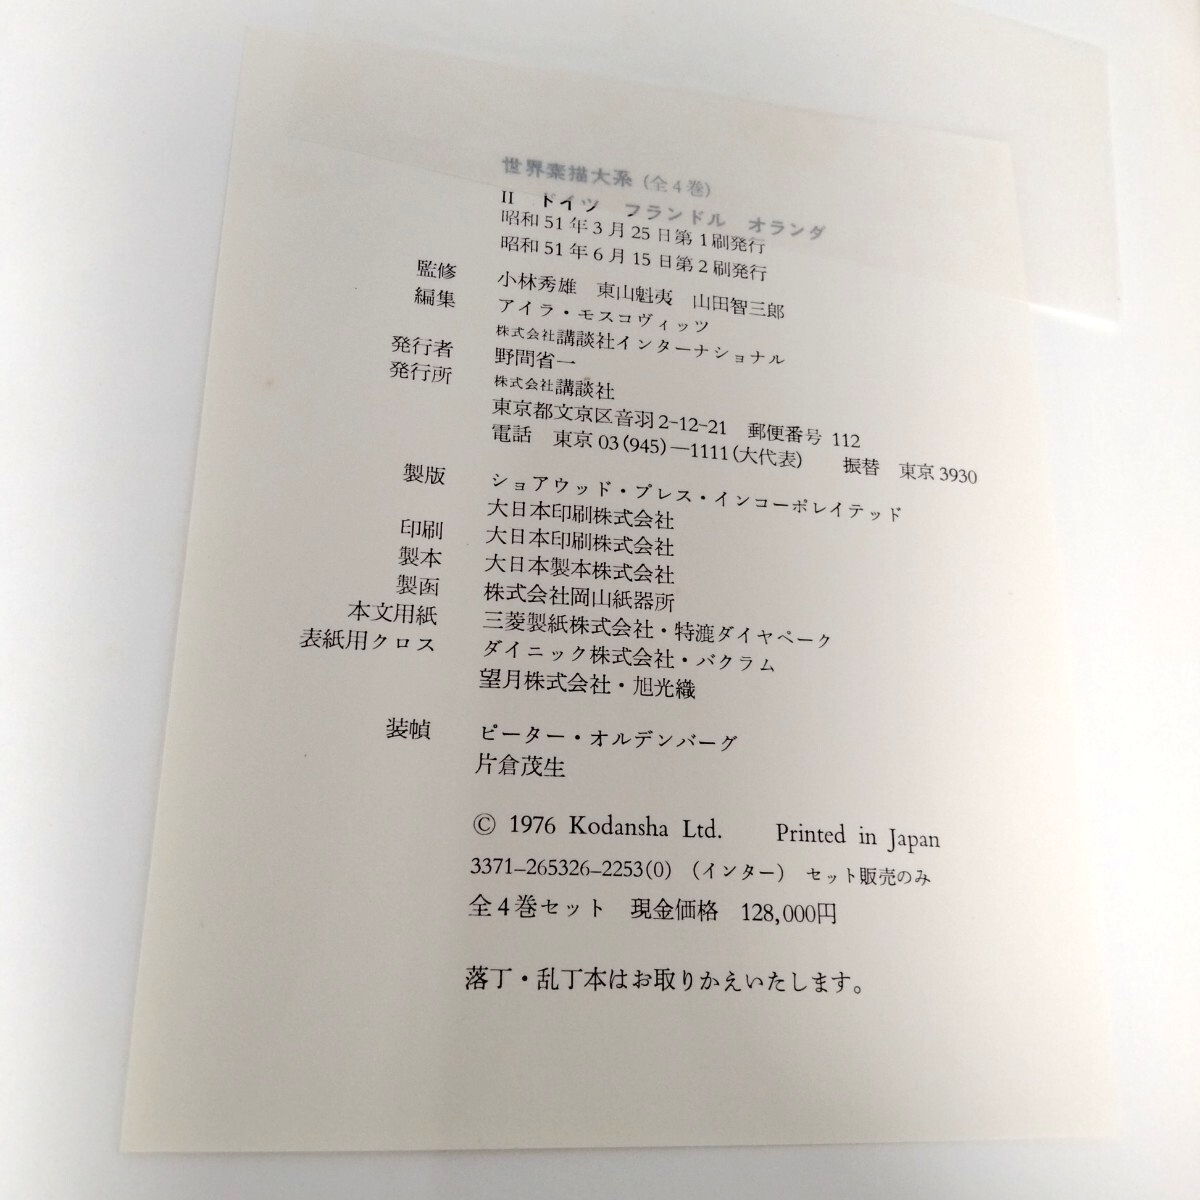 世界素描大系（全４巻）
II　ドイツ　フランドル　オランダ
昭和51年3月25日第1刷発行
昭和51年6月15日第2刷発行
監修　小林秀雄　東山魁夷　山田智三郎
編集　アイラ・モスコヴィッツ
株式会社講談社インターナショナル
発行者　野間省一
発行所　株式会社講談社
東京都文京区音羽2-12-21　郵便番号 112
電話　東京03(945)—1111(大代表)　振替　東京3930
製版　ショアウッド・プレス・インコーポレイテッド
大日本印刷株式会社
印刷　大日本印刷株式会社
製本　大日本製本株式会社
製函　株式会社岡山紙器所
本文用紙　三菱製紙株式会社・特漉ダイヤペーク
表紙用クロス　ダイニック株式会社・バクラム
望月株式会社・旭光織
装幀　ピーター・オルデンバーグ
片倉茂生
© 1976 Kodansha Ltd.　Printed in Japan
3371-265326-2253(0)　（インター）　セット販売のみ
全４巻セット　現金価格　128,000円
落丁・乱丁本はお取りかえいたします。